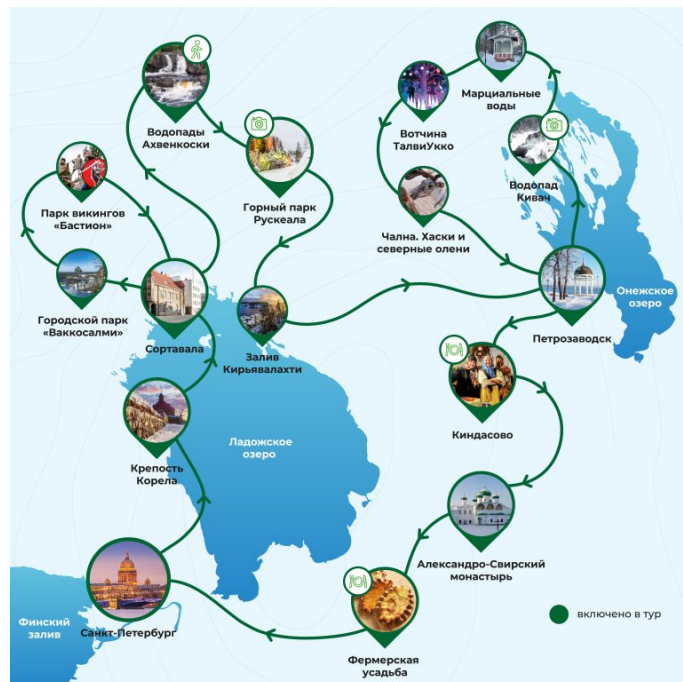 Водопады
Ахвенкоски
Парк викингов
«Бастион»
Городской парк
«Ваккосалми»
Сортавала
Горный парк
Рускеала
Залив
Кирьявалахти
Крепость
Корела
Ладожское
озеро
Финский
залив
Санкт-Петербург
Марциальные
воды
Вотчина
ТалвиУкко
Водопад
Кивач
Чална. Хаски и
северные олени
Петрозаводск
Онежское
озеро
Киндасово
Александро-Свирский
монастырь
Фермерская
усадьба
включено в тур